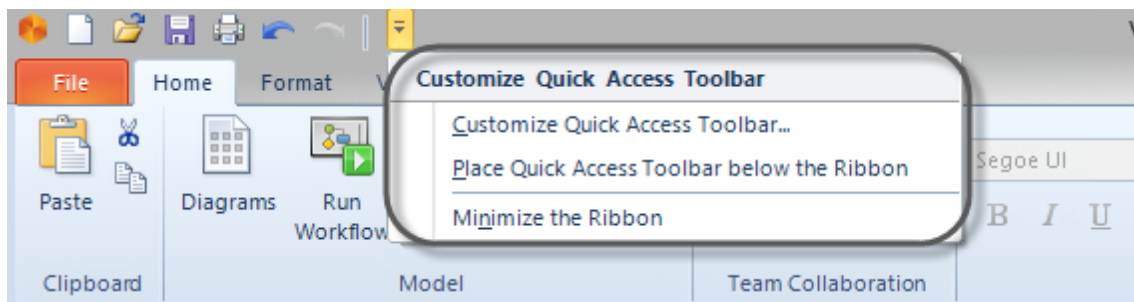 File
Home
Format
V
Customize Quick Access Toolbar
Customize Quick Access Toolbar...
Place Quick Access Toolbar below the Ribbon
Minimize the Ribbon
Paste
Diagrams
Run
Workflow
Segoe UI
B I U
Clipboard
Model
Team Collaboration